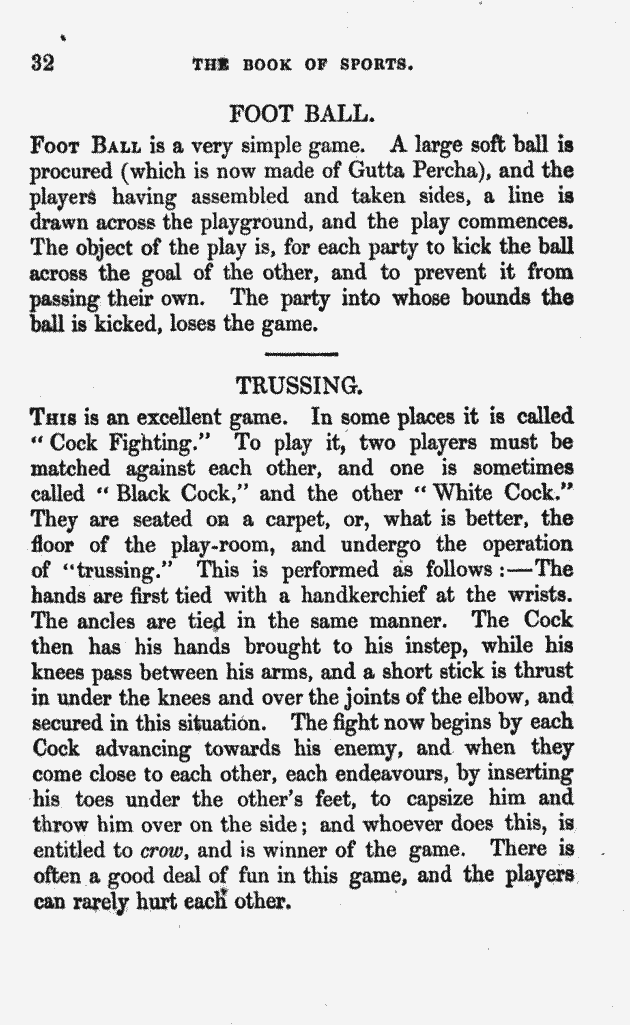 32 THE BOOK OF SPORTS.
FOOT BALL.
FOOT BALL is a very simple game. A large soft ball is
procured (which is now made of Gutta Percha), and the
players having assembled and taken sides, a line is
drawn across the playground, and the play commences.
The object of the play is, for each party to kick the ball
across the goal of the other, and to prevent it from
passing their own. The party into whose bounds the
ball is kicked, loses the game.
TRUSSING.
THIS is an excellent game. In some places it is called
“ Cock Fighting.” To play it, two players must be
matched against each other, and one is sometimes
called “ Black Cock,” and the other “ White Cock.”
They are seated on a carpet, or, what is better, the
floor of the play-room, and undergo the operation
of “trussing.” This is performed as follows :—The
hands are first tied with a handkerchief at the wrists.
The ancles are tied in the same manner. The Cock
then has his hands brought to his instep, while his
knees pass between his arms, and a short stick is thrust
in under the knees and over the joints of the elbow, and
secured in this situation. The fight now begins by each
Cock advancing towards his enemy, and when they
come close to each other, each endeavours, by inserting
his toes under the other's feet, to capsize him and
throw him over on the side ; and whoever does this, is
entitled to crow, and is winner of the game. There is
often a good deal of fun in this game, and the players
can rarely hurt each other.